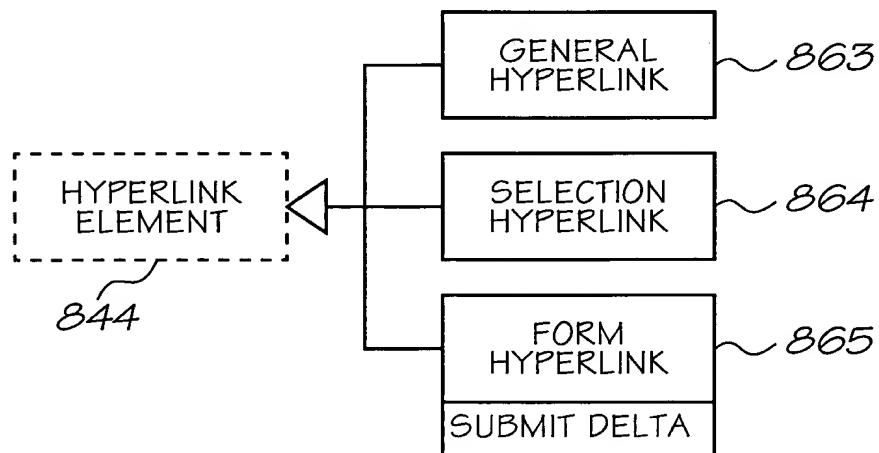 GENERAL
HYPERLINK
863
HYPERLINK
ELEMENT
844
SELECTION
HYPERLINK
864
FORM
HYPERLINK
865
SUBMIT DELTA